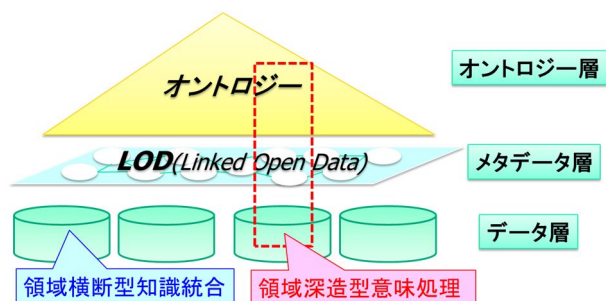 オントロジー
オントロジー層
LOD(Linked Open Data)
メタデータ層
データ層
領域横断型知識統合
領域深造型意味処理